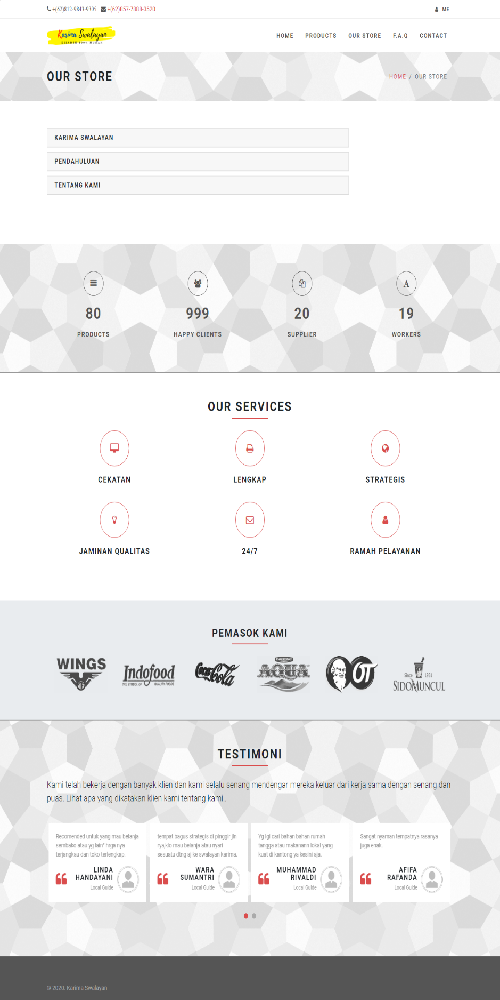 +(62)812-9843-9305 +(62)857-7888-3520 ME
Karima Swalayan
DIJAMIN 100% MURAH
HOME PRODUCTS OUR STORE F.A.Q CONTACT
OUR STORE
HOME / OUR STORE
KARIMA SWALAYAN
PENDAHULUAN
TENTANG KAMI
A
80 999 20 19
PRODUCTS HAPPY CLIENTS SUPPLIER WORKERS
OUR SERVICES
CEKATAN LENGKAP STRATEGIS
JAMINAN QUALITAS 24/7 RAMAH PELAYANAN
PEMASOK KAMI
WINGS
Indofood
THE SYMBOL OF QUALITY FOODS
Coca-Cola
DANONE
AQUA
OT
Since 1951
SIDOMUNCUL
TESTIMONI
Kami telah bekerja dengan banyak klien dan kami selalu senang mendengar mereka keluar dari kerja sama dengan senang dan
puas. Lihat apa yang dikatakan klien kami tentang kami..
Recomended untuk yang mau belanja
sembako atau yg lain² hrga nya
terjangkau dan toko terlengkap.
LINDA
HANDAYANI
Local Guide
tempat bagus strategis di pinggir jln
rya,klo mau belanja atau nyari
sesuatu dtng aj ke swalayan karima.
WARA
SUMANTRI
Local Guide
Yg lgi cari bahan bahan rumah
tangga atau makanann lokal yang
kuat di kantong ya kesini aja.
MUHAMMAD
RIVALDI
Local Guide
Sangat nyaman tempatnya rasanya
juga enak.
AFIFA
RAFANDA
Local Guide
© 2020. Karima Swalayan